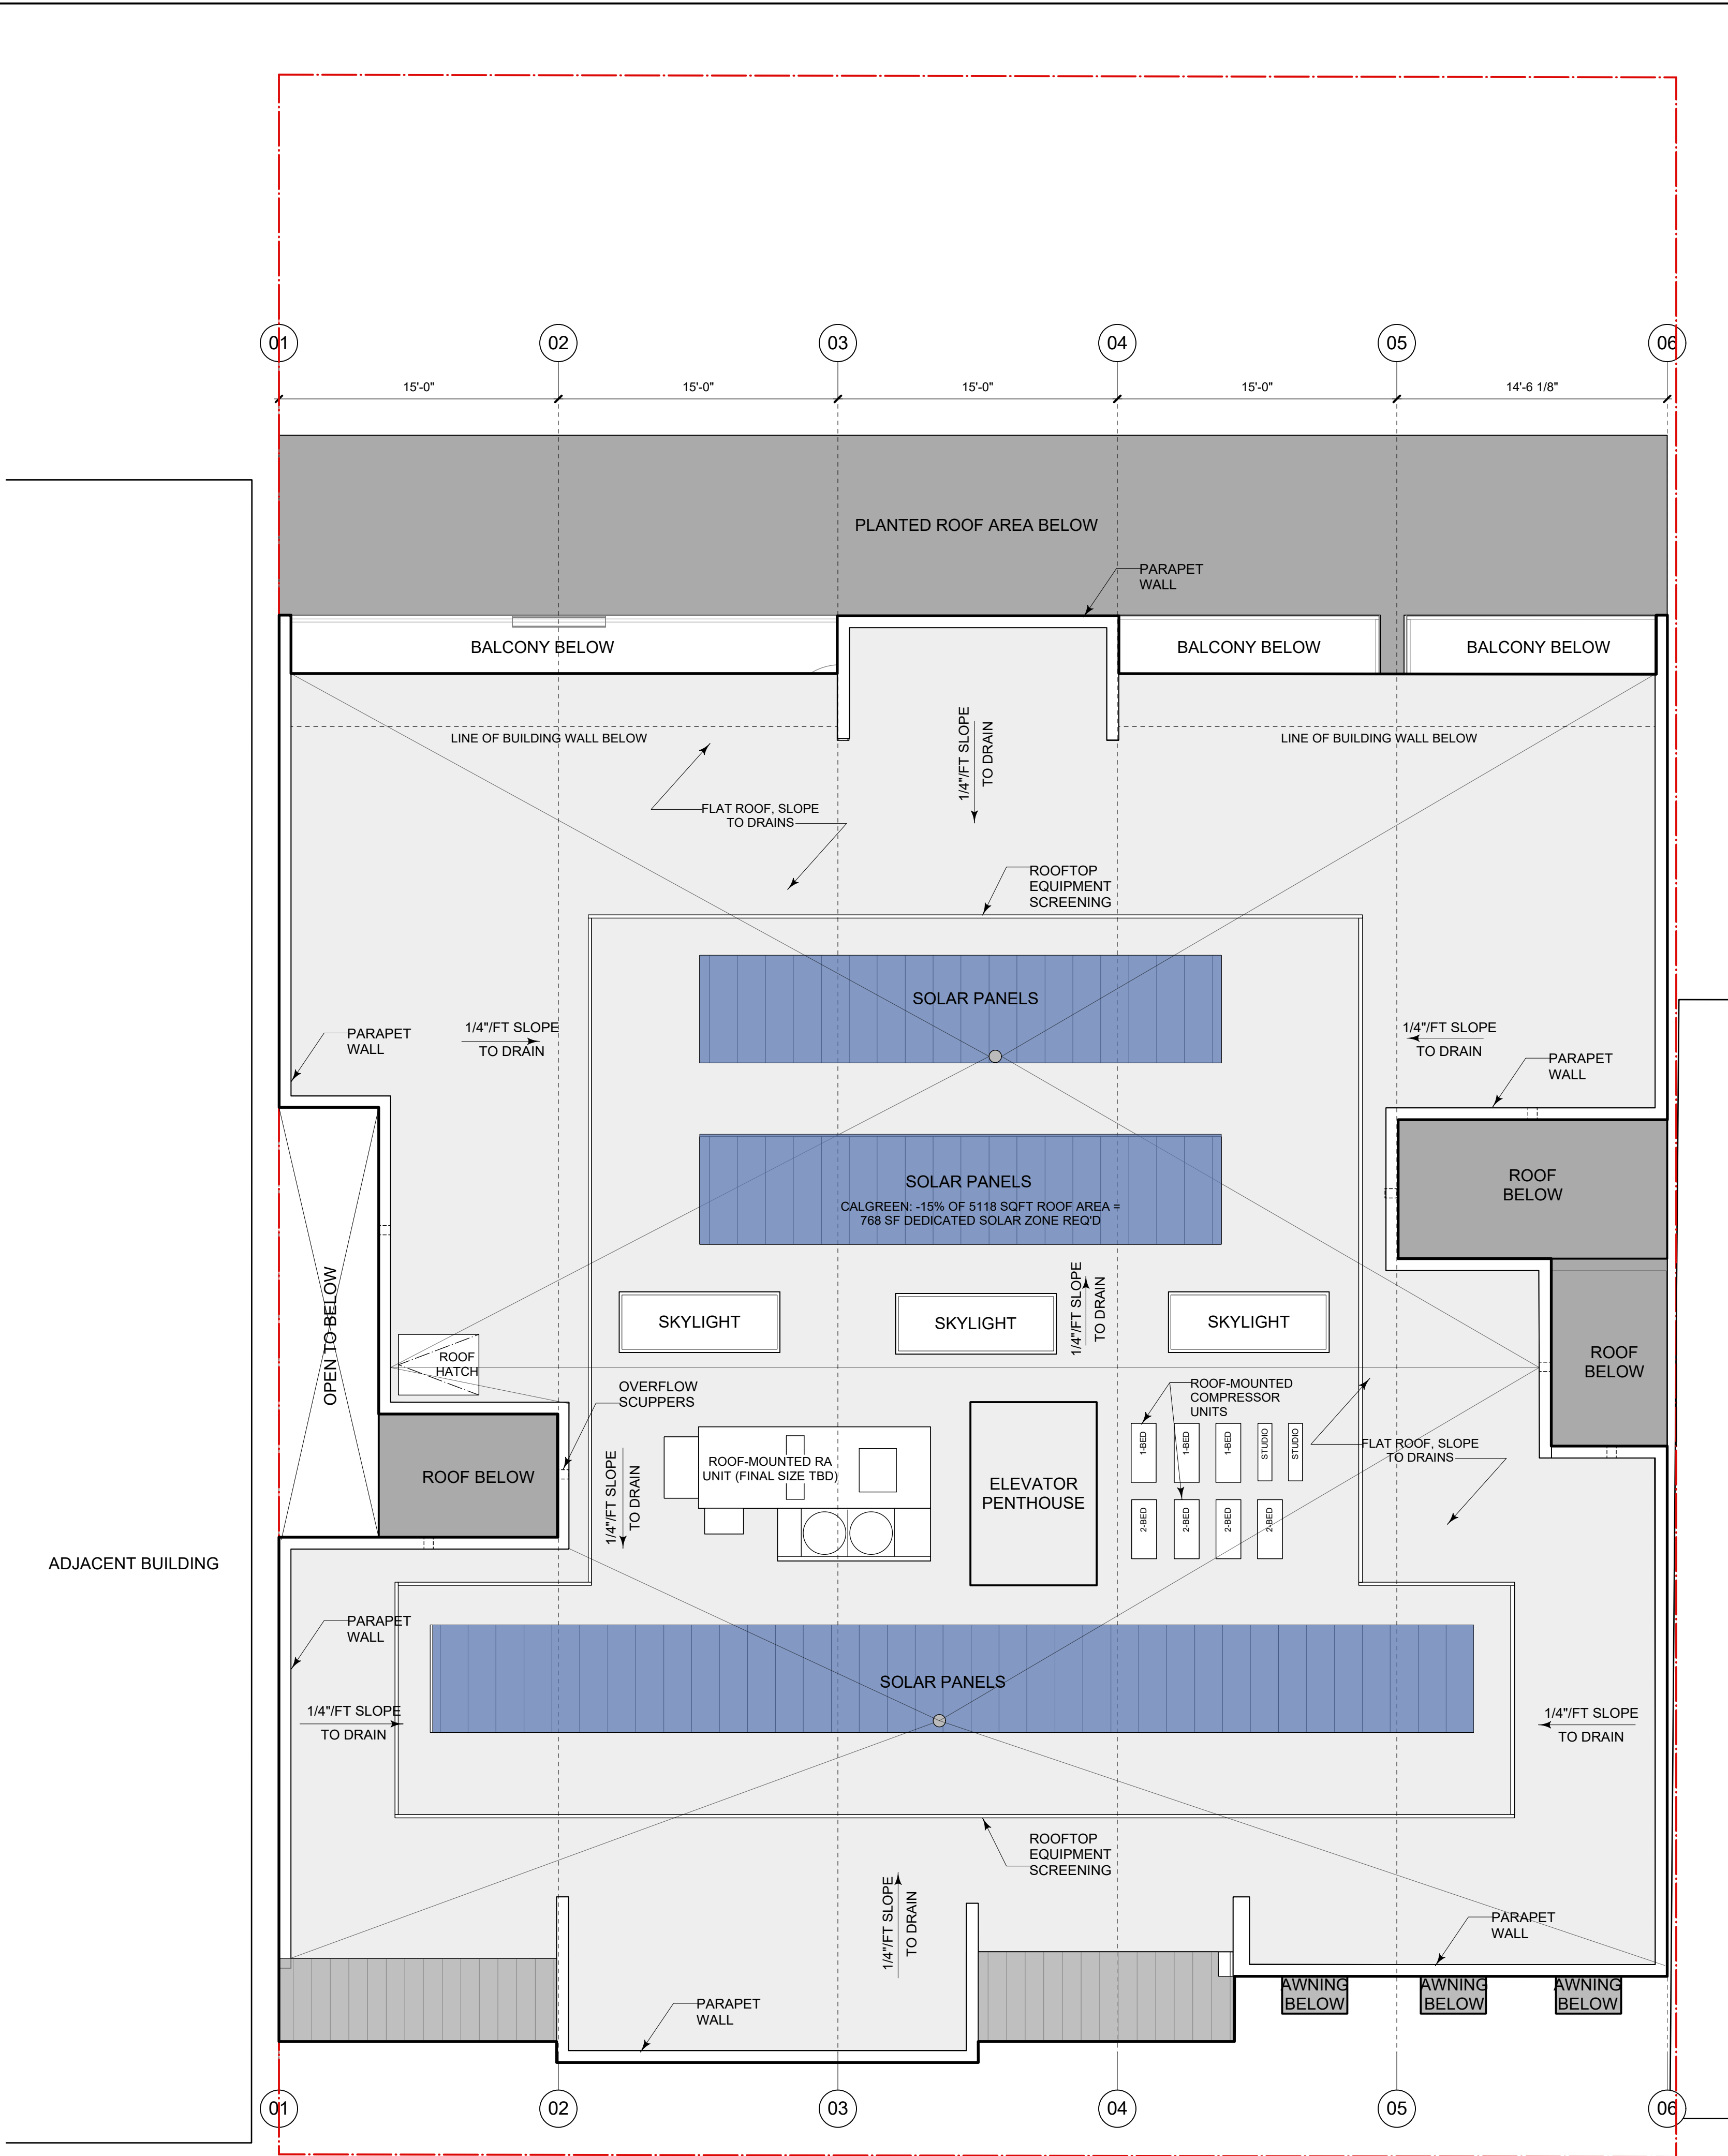 01
02
03
04
05
06
15'-0"
15'-0"
15'-0"
15'-0"
14'-6 1/8"
PLANTED ROOF AREA BELOW
PARAPET
WALL
BALCONY BELOW
BALCONY BELOW
BALCONY BELOW
LINE OF BUILDING WALL BELOW
LINE OF BUILDING WALL BELOW
1/4"/FT SLOPE
TO DRAIN
FLAT ROOF, SLOPE
TO DRAINS
ROOFTOP
EQUIPMENT
SCREENING
SOLAR PANELS
PARAPET
WALL
1/4"/FT SLOPE
TO DRAIN
1/4"/FT SLOPE
TO DRAIN
PARAPET
WALL
SOLAR PANELS
CALGREEN: -15% OF 5118 SQFT ROOF AREA =
768 SF DEDICATED SOLAR ZONE REQ'D
ROOF
BELOW
OPEN TO BELOW
SKYLIGHT
SKYLIGHT
SKYLIGHT
1/4"/FT SLOPE
TO DRAIN
ROOF
HATCH
ROOF
BELOW
OVERFLOW
SCUPPERS
ROOF-MOUNTED
COMPRESSOR
UNITS
ROOF BELOW
1/4"/FT SLOPE
TO DRAIN
ROOF-MOUNTED RA
UNIT (FINAL SIZE TBD)
ELEVATOR
PENTHOUSE
1-BED
1-BED
1-BED
STUDIO
STUDIO
2-BED
2-BED
2-BED
2-BED
FLAT ROOF, SLOPE
TO DRAINS
ADJACENT BUILDING
PARAPET
WALL
SOLAR PANELS
1/4"/FT SLOPE
TO DRAIN
1/4"/FT SLOPE
TO DRAIN
ROOFTOP
EQUIPMENT
SCREENING
1/4"/FT SLOPE
TO DRAIN
PARAPET
WALL
PARAPET
WALL
AWNING
BELOW
AWNING
BELOW
AWNING
BELOW
01
02
03
04
05
06